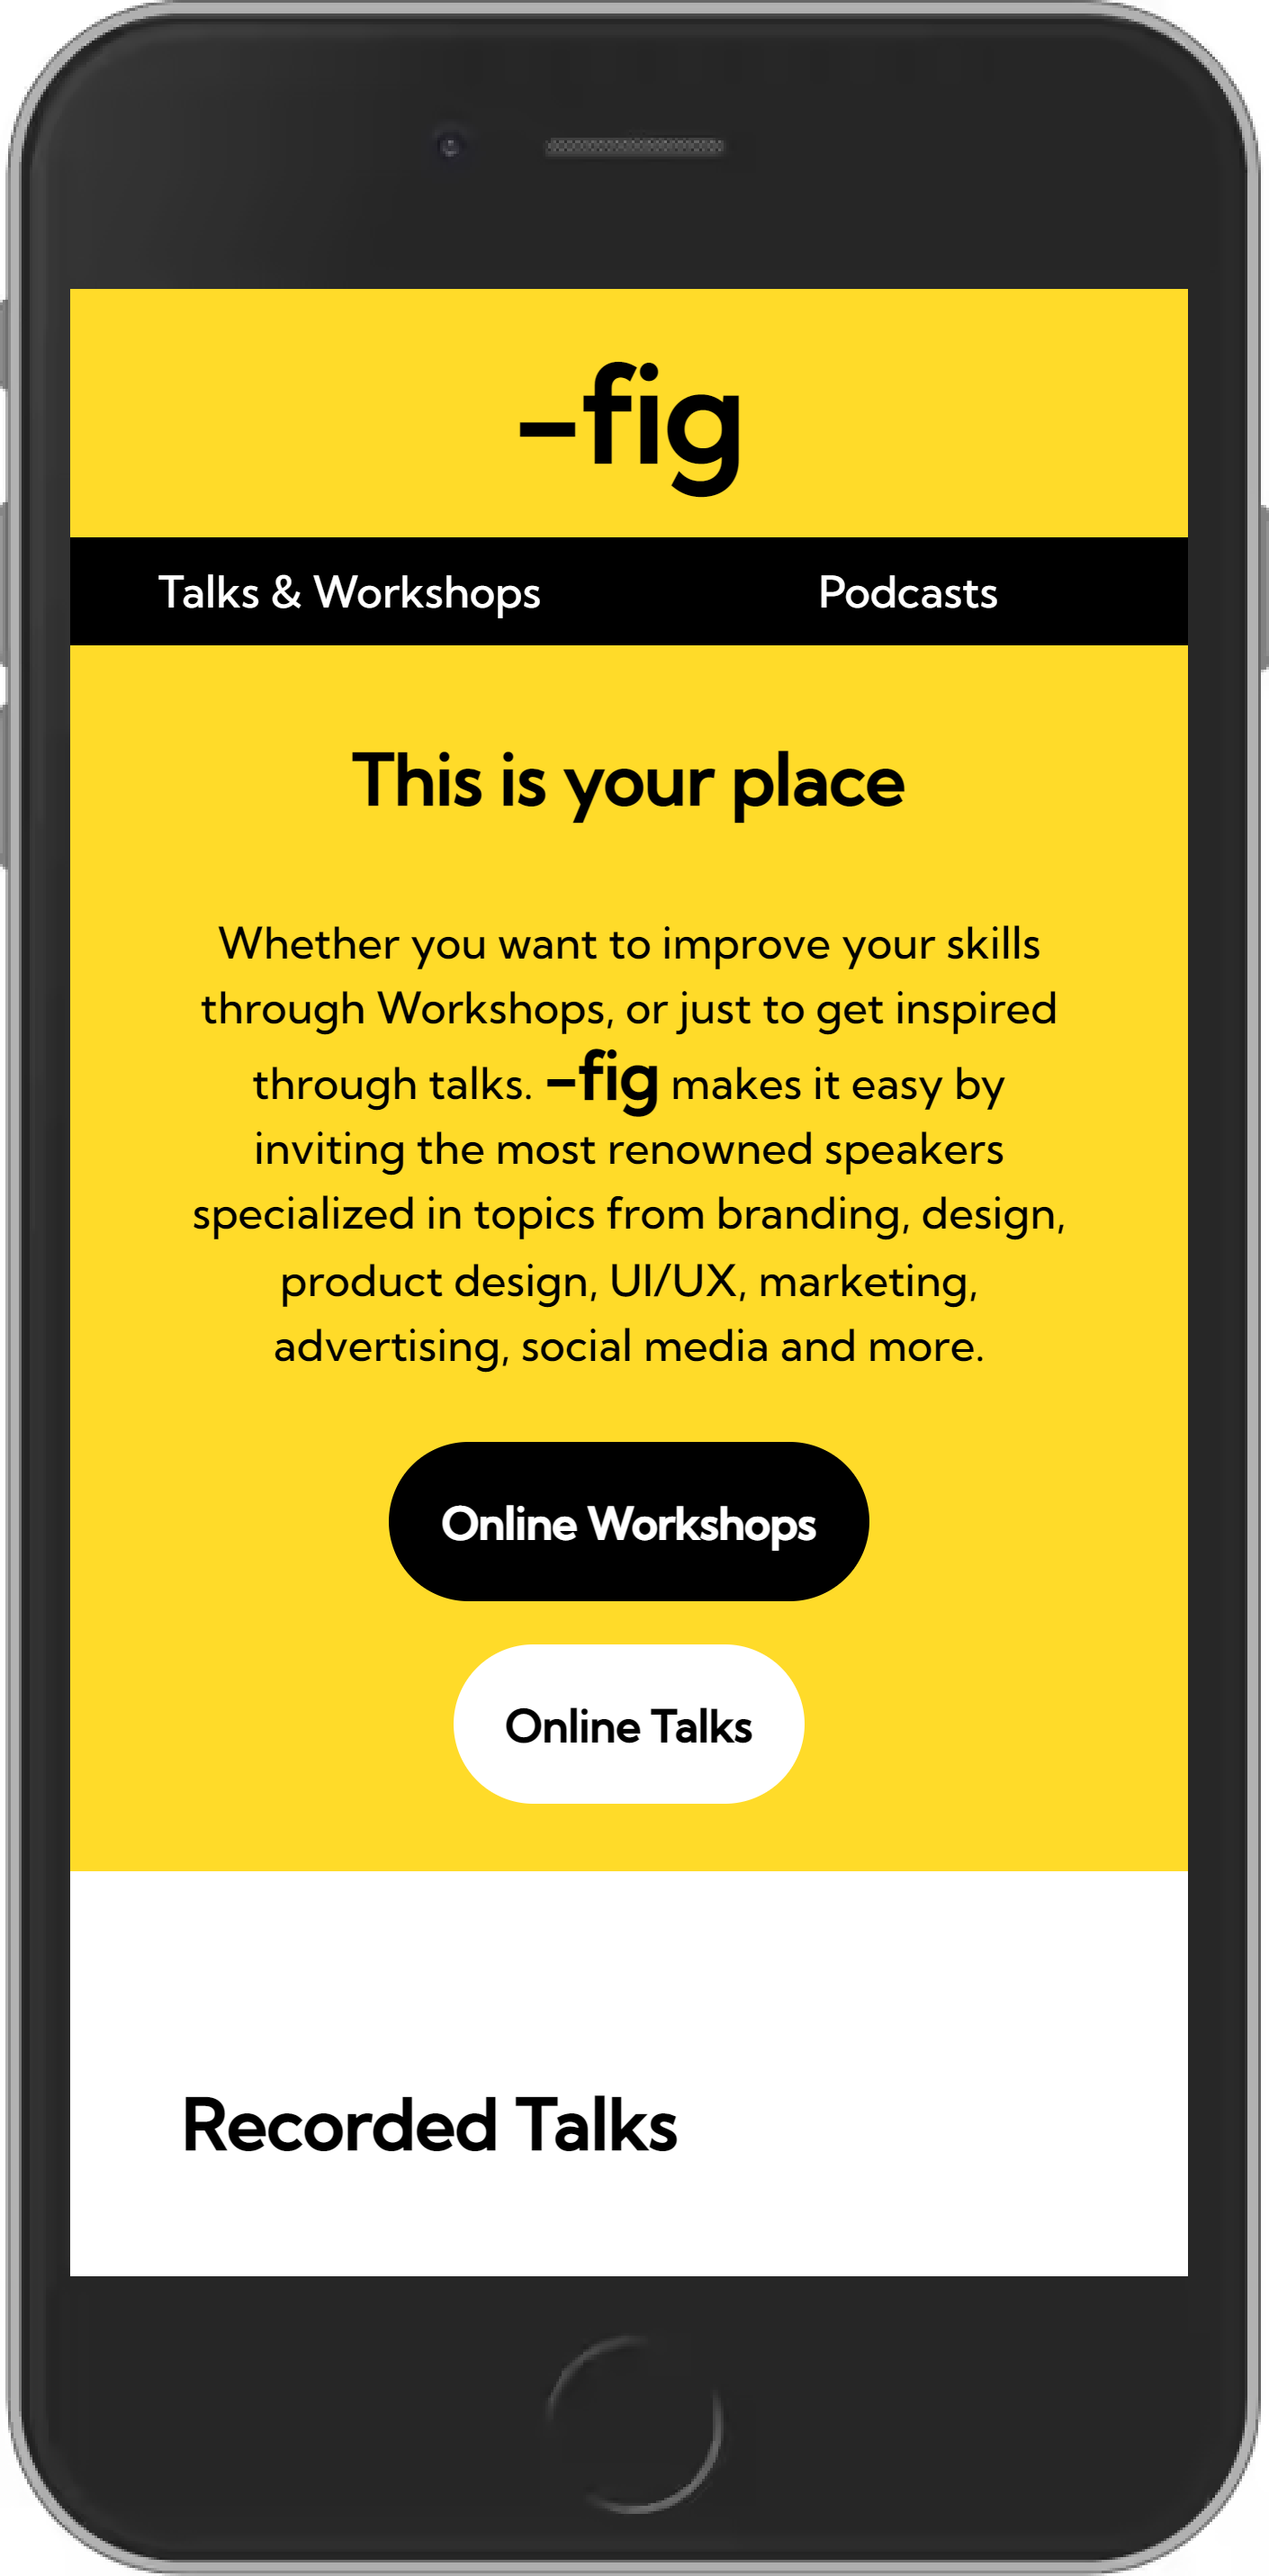 -fig
Talks & Workshops
Podcasts
This is your place
Whether you want to improve your skills
through Workshops, or just to get inspired
through talks. -fig makes it easy by
inviting the most renowned speakers
specialized in topics from branding, design,
product design, UI/UX, marketing,
advertising, social media and more.
Online Workshops
Online Talks
Recorded Talks